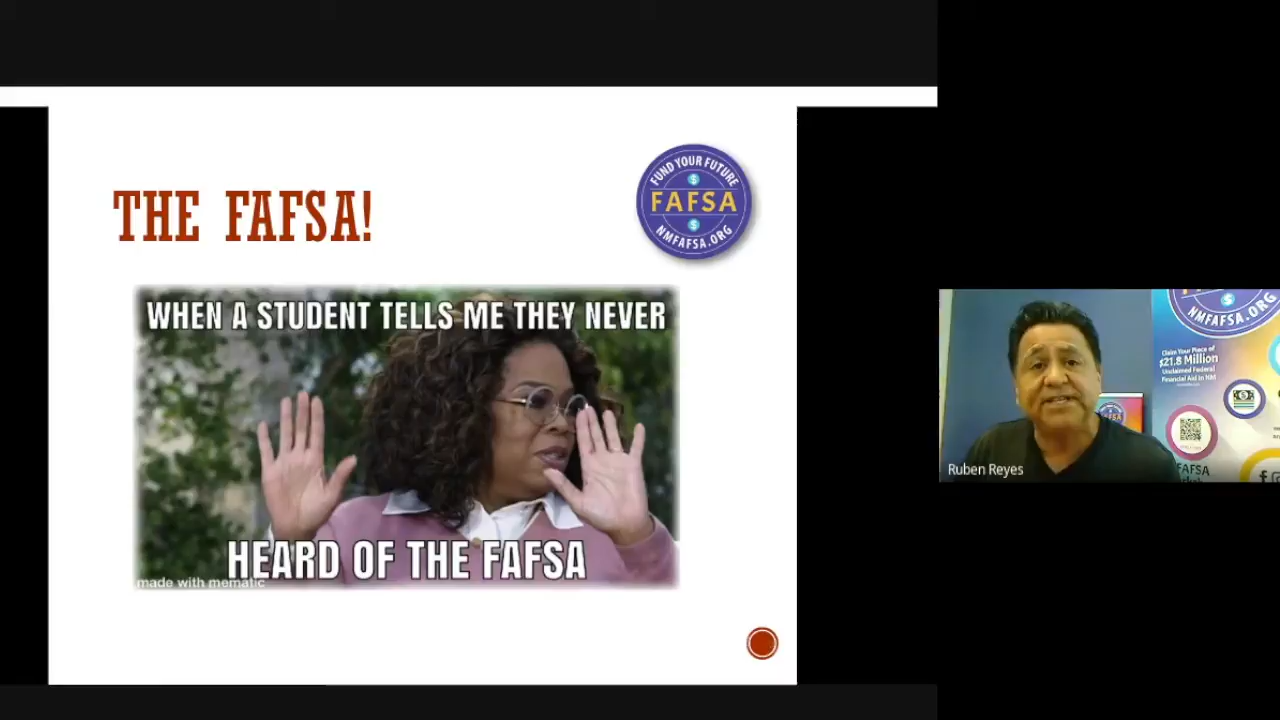 THE FAFSA!
FUND YOUR FUTURE
FAFSA
NMFAFSA.ORG
WHEN A STUDENT TELLS ME THEY NEVER
HEARD OF THE FAFSA
made with mematic
NMFAFSA.ORG
Claim Your Piece of
$21.8 Million
Unclaimed Federal
Financial Aid in NM
FAFSA
Ruben Reyes